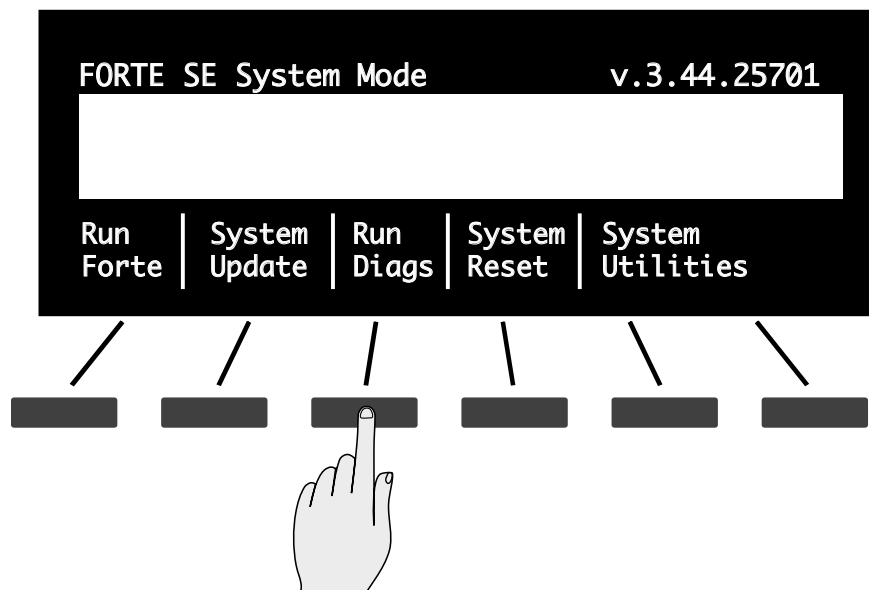 FORTE SE System Mode v.3.44.25701
Run Forte
System Update
Run Diags
System Reset
System Utilities